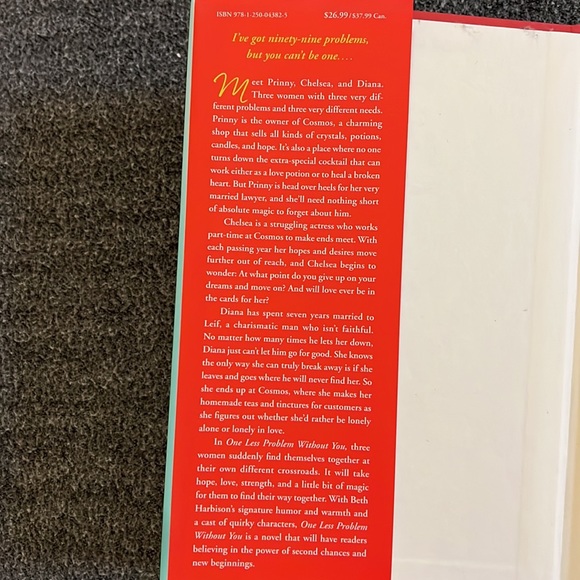 ISBN 978-1-250-04382-5 $26.99/$37.99 Can.
I've got ninety-nine problems,
but you can't be one....
Meet Prinny, Chelsea, and Diana.
Three women with three very dif-
ferent problems and three very different needs.
Prinny is the owner of Cosmos, a charming
shop that sells all kinds of crystals, potions,
candles, and hope. It's also a place where no one
turns down the extra-special cocktail that can
work either as a love potion or to heal a broken
heart. But Prinny is head over heels for her very
married lawyer, and she'll need nothing short
of absolute magic to forget about him.
Chelsea is a struggling actress who works
part-time at Cosmos to make ends meet. With
each passing year her hopes and desires move
further out of reach, and Chelsea begins to
wonder: At what point do you give up on your
dreams and move on? And will love ever be in
the cards for her?
Diana has spent seven years married to
Leif, a charismatic man who isn't faithful.
No matter how many times he lets her down,
Diana just can't let him go for good. She knows
the only way she can truly break away is if she
leaves and goes where he will never find her. So
she ends up at Cosmos, where she makes her
homemade teas and tinctures for customers as
she figures out whether she'd rather be lonely
alone or lonely in love.
In One Less Problem Without You, three
women suddenly find themselves together at
their own different crossroads. It will take
hope, love, strength, and a little bit of magic
for them to find their way together. With Beth
Harbison's signature humor and warmth and
a cast of quirky characters, One Less Problem
Without You is a novel that will have readers
believing in the power of second chances and
new beginnings.